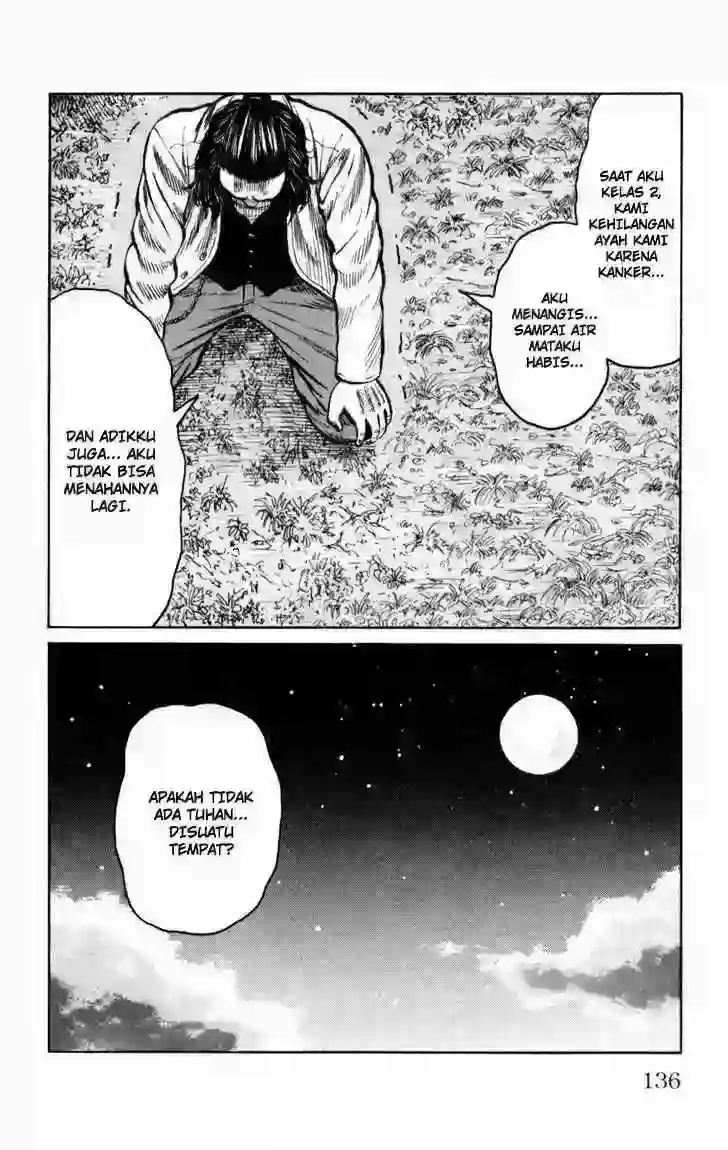 SAAT AKU
KELAS 2,
KAMI
KEHILANGAN
AYAH KAMI
KARENA
KANKER...
AKU
MENANGIS...
SAMPAI AIR
MATAKU
HABIS...
DAN ADIKKU
JUGA... AKU
TIDAK BISA
MENAHANNYA
LAGI.
APAKAH TIDAK
ADA TUHAN...
DISUATU
TEMPAT?
136